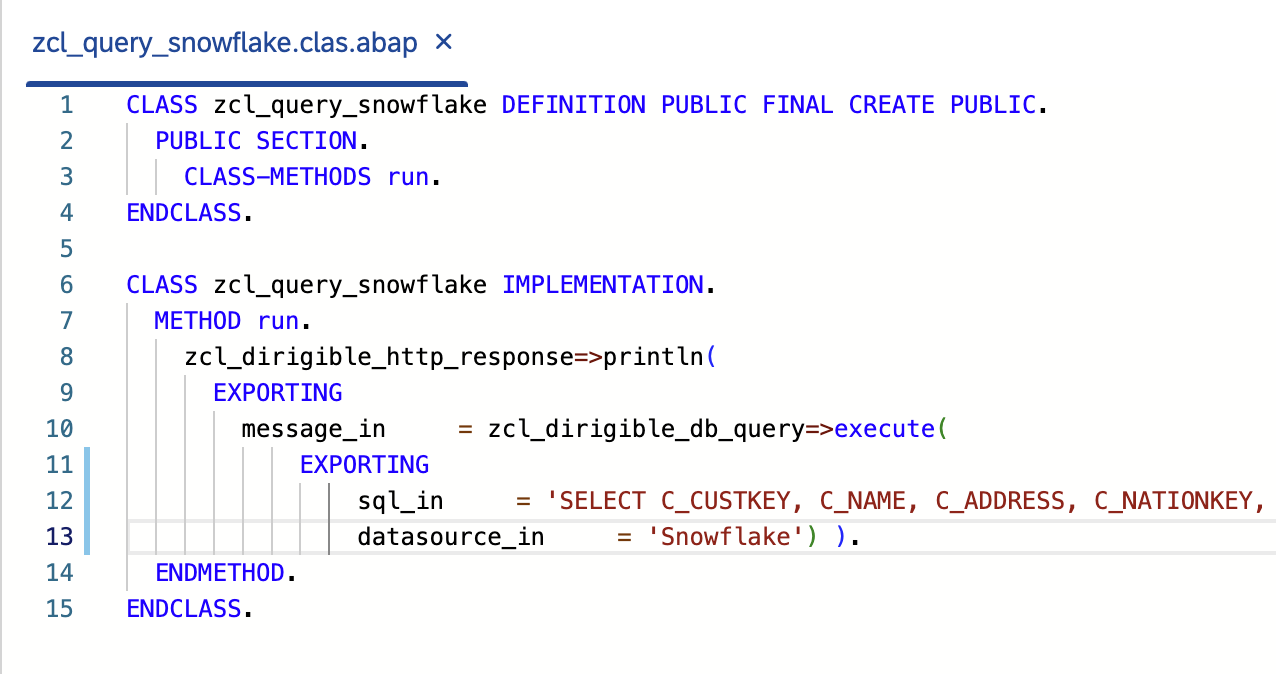 zcl_query_snowflake.clas.abap ×
1 CLASS zcl_query_snowflake DEFINITION PUBLIC FINAL CREATE PUBLIC.
2 PUBLIC SECTION.
3 CLASS-METHODS run.
4 ENDCLASS.
5
6 CLASS zcl_query_snowflake IMPLEMENTATION.
7 METHOD run.
8 zcl_dirigible_http_response=>println(
9 EXPORTING
10 message_in = zcl_dirigible_db_query=>execute(
11 EXPORTING
12 sql_in = 'SELECT C_CUSTKEY, C_NAME, C_ADDRESS, C_NATIONKEY,
13 datasource_in = 'Snowflake') ).
14 ENDMETHOD.
15 ENDCLASS.